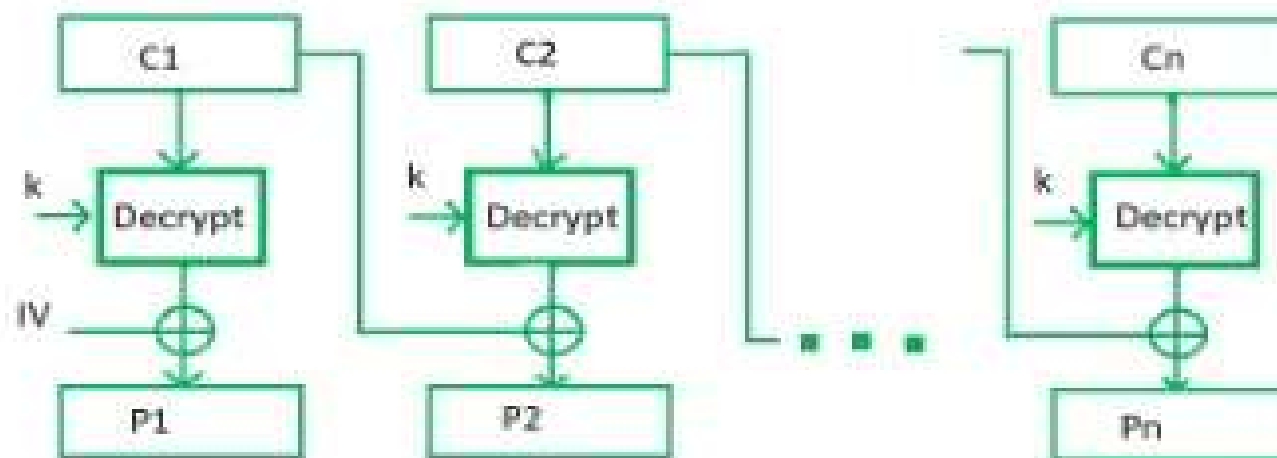 C1 C2 Cn
k k k
Decrypt Decrypt Decrypt
IV
P1 P2 Pn